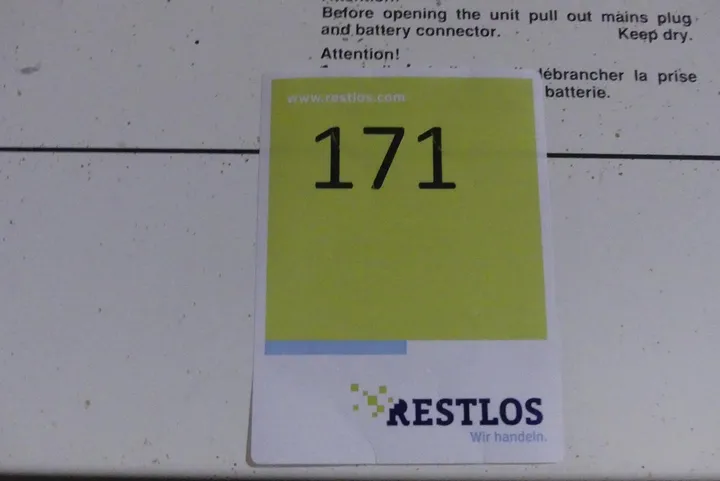 Before opening the unit pull out mains plug
and battery connector. Keep dry.
Attention!
débrancher la prise
batterie.
www.restlos.com
171
RESTLOS
Wir handeln.